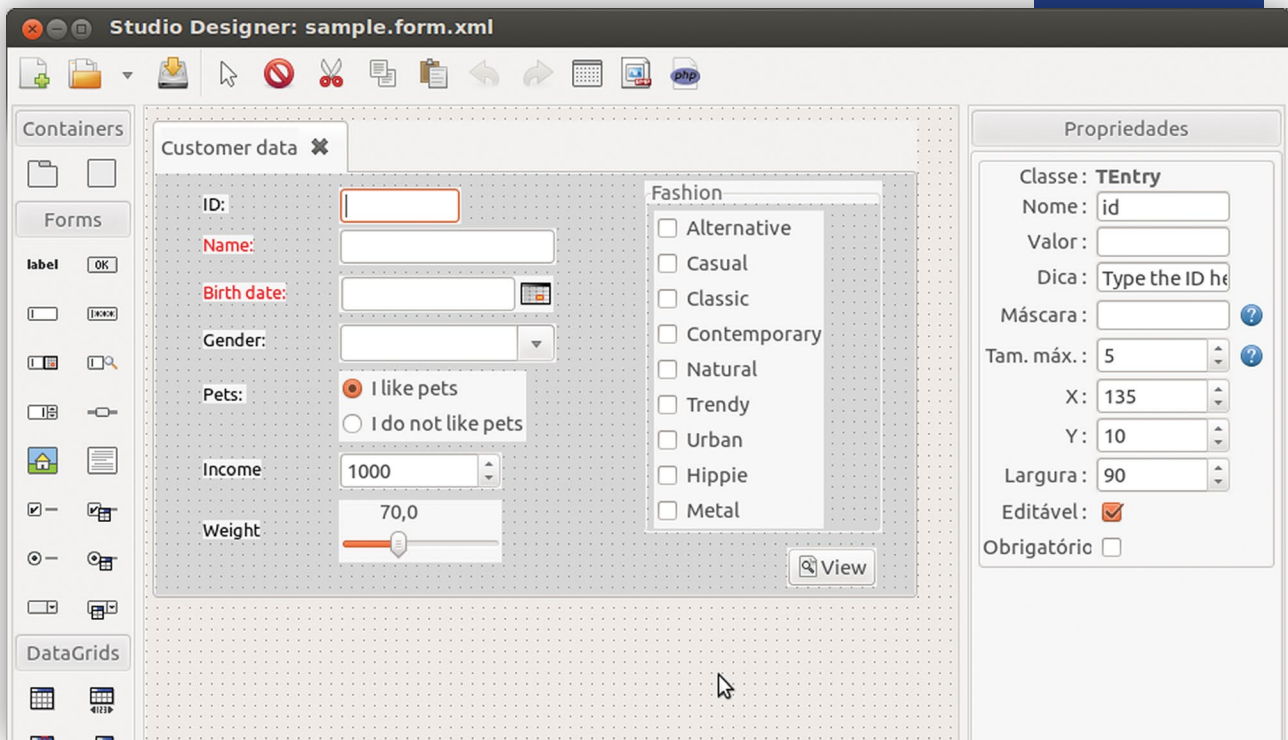 Studio Designer: sample.form.xml
php
Containers
Forms
label
OK
DataGrids
Customer data
ID:
Name:
Birth date:
Gender:
Pets:
I like pets
I do not like pets
Income
1000
Weight
70,0
Fashion
Alternative
Casual
Classic
Contemporary
Natural
Trendy
Urban
Hippie
Metal
View
Propriedades
Classe: TEntry
Nome: id
Valor:
Dica: Type the ID he
Máscara:
Tam. máx.: 5
X: 135
Y: 10
Largura: 90
Editável:
Obrigatório